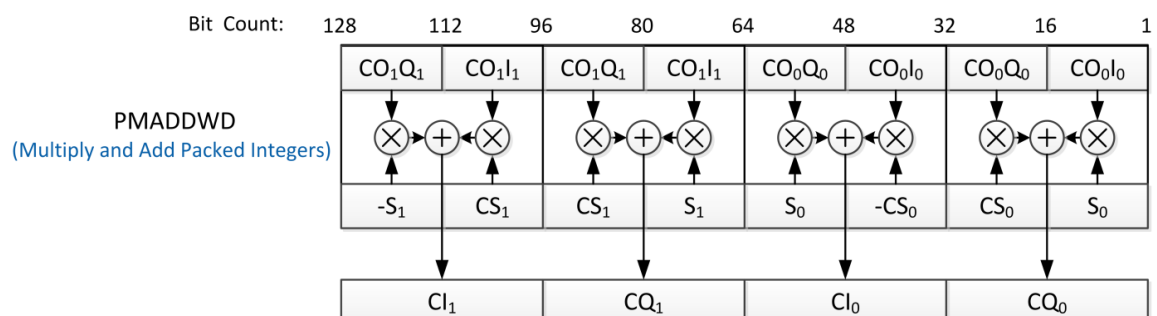 Bit Count: 128 112 96 80 64 48 32 16 1
CO₁Q₁ CO₁I₁ CO₁Q₁ CO₁I₁ CO₀Q₀ CO₀I₀ CO₀Q₀ CO₀I₀
PMADDWD
(Multiply and Add Packed Integers)
-S₁ CS₁ CS₁ S₁ S₀ -CS₀ CS₀ S₀
CI₁ CQ₁ CI₀ CQ₀